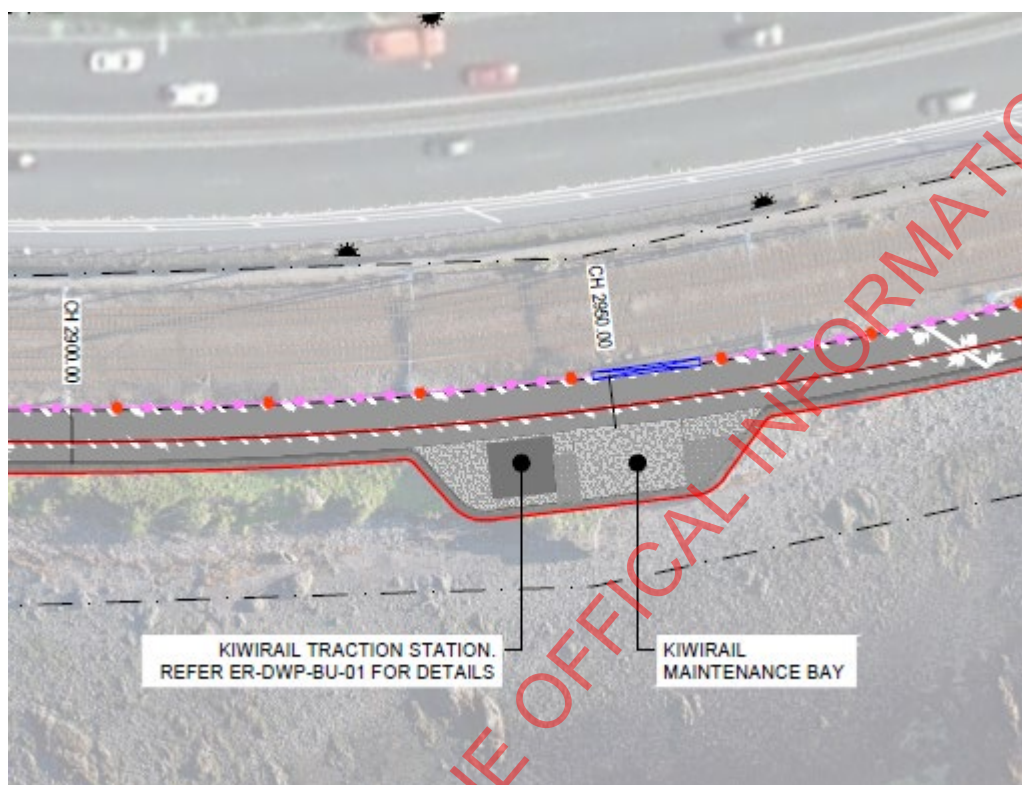 CH 2900.00
CH 2950.00
KIWIRAIL TRACTION STATION.
REFER ER-DWP-BU-01 FOR DETAILS
KIWIRAIL
MAINTENANCE BAY
OFFICAL